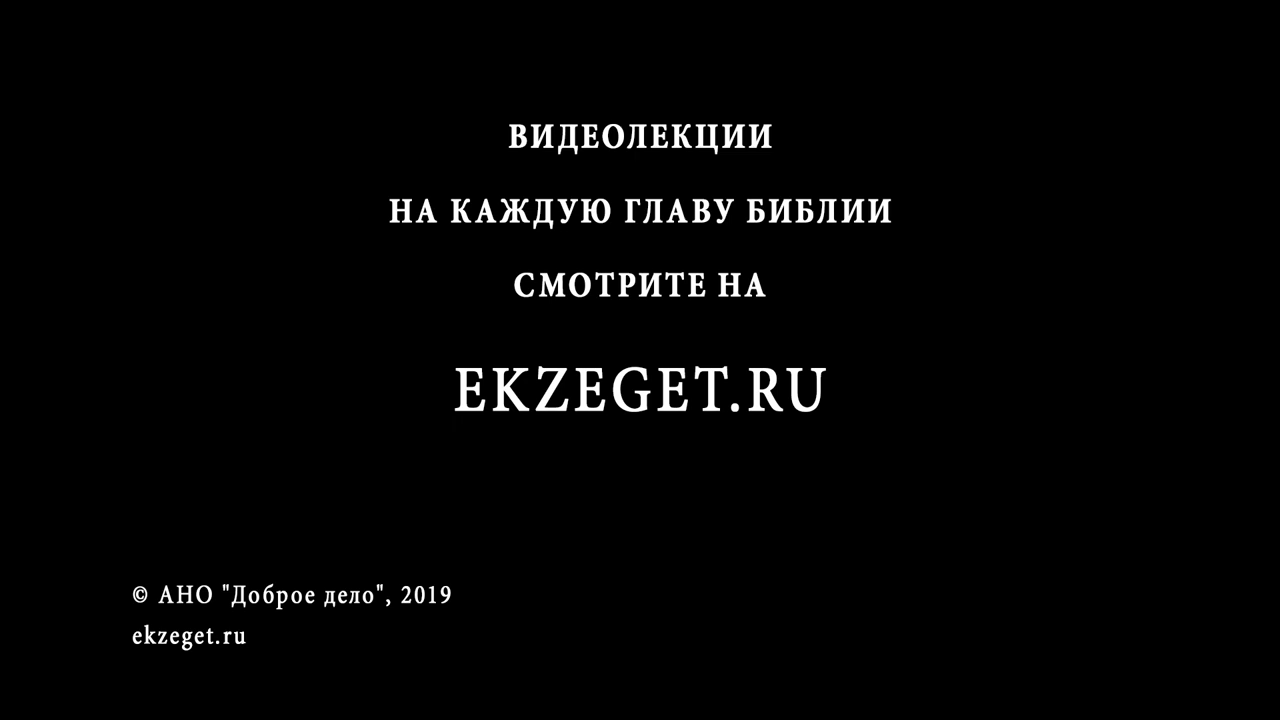 ВИДЕОЛЕКЦИИ
НА КАЖДУЮ ГЛАВУ БИБЛИИ
СМОТРИТЕ НА
EKZEGET.RU
© АНО "Доброе дело", 2019
ekzeget.ru